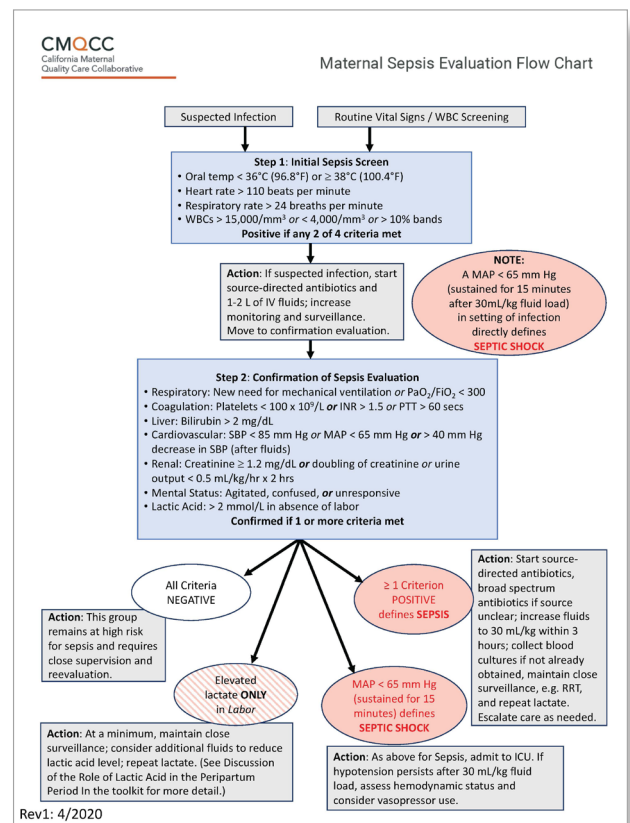 CMQCC
California Maternal
Quality Care Collaborative
Maternal Sepsis Evaluation Flow Chart
Suspected Infection
Routine Vital Signs / WBC Screening
Step 1: Initial Sepsis Screen
• Oral temp < 36°C (96.8°F) or ≥ 38°C (100.4°F)
• Heart rate > 110 beats per minute
• Respiratory rate > 24 breaths per minute
• WBCs > 15,000/mm³ or < 4,000/mm³ or > 10% bands
Positive if any 2 of 4 criteria met
Action: If suspected infection, start
source-directed antibiotics and
1-2 L of IV fluids; increase
monitoring and surveillance.
Move to confirmation evaluation.
NOTE:
A MAP < 65 mm Hg
(sustained for 15 minutes
after 30mL/kg fluid load)
in setting of infection
directly defines
SEPTIC SHOCK
Step 2: Confirmation of Sepsis Evaluation
• Respiratory: New need for mechanical ventilation or PaO₂/FiO₂ < 300
• Coagulation: Platelets < 100 x 10⁹/L or INR > 1.5 or PTT > 60 secs
• Liver: Bilirubin > 2 mg/dL
• Cardiovascular: SBP < 85 mm Hg or MAP < 65 mm Hg or > 40 mm Hg
decrease in SBP (after fluids)
• Renal: Creatinine ≥ 1.2 mg/dL or doubling of creatinine or urine
output < 0.5 mL/kg/hr x 2 hrs
• Mental Status: Agitated, confused, or unresponsive
• Lactic Acid: > 2 mmol/L in absence of labor
Confirmed if 1 or more criteria met
All Criteria
NEGATIVE
Action: This group
remains at high risk
for sepsis and requires
close supervision and
reevaluation.
Elevated
lactate ONLY
in Labor
Action: At a minimum, maintain close
surveillance; consider additional fluids to reduce
lactic acid level; repeat lactate. (See Discussion
of the Role of Lactic Acid in the Peripartum
Period In the toolkit for more detail.)
≥ 1 Criterion
POSITIVE
defines SEPSIS
Action: Start source-
directed antibiotics,
broad spectrum
antibiotics if source
unclear; increase fluids
to 30 mL/kg within 3
hours; collect blood
cultures if not already
obtained, maintain close
surveillance, e.g. RRT,
and repeat lactate.
Escalate care as needed.
MAP < 65 mm Hg
(sustained for 15
minutes) defines
SEPTIC SHOCK
Action: As above for Sepsis, admit to ICU. If
hypotension persists after 30 mL/kg fluid
load, assess hemodynamic status and
consider vasopressor use.
Rev1: 4/2020